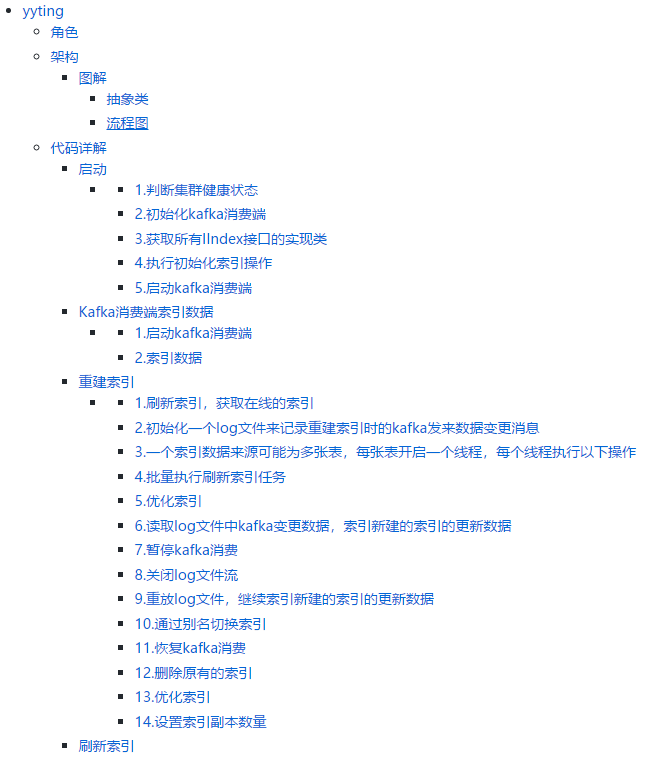 yyting
角色
架构
图解
抽象类
流程图
代码详解
启动
1.判断集群健康状态
2.初始化kafka消费端
3.获取所有IIndex接口的实现类
4.执行初始化索引操作
5.启动kafka消费端
Kafka消费端索引数据
1.启动kafka消费端
2.索引数据
重建索引
1.刷新索引，获取在线的索引
2.初始化一个log文件来记录重建索引时的kafka发来数据变更消息
3.一个索引数据来源可能为多张表，每张表开启一个线程，每个线程执行以下操作
4.批量执行刷新索引任务
5.优化索引
6.读取log文件中kafka变更数据，索引新建的索引的更新数据
7.暂停kafka消费
8.关闭log文件流
9.重放log文件，继续索引新建的索引的更新数据
10.通过别名切换索引
11.恢复kafka消费
12.删除原有的索引
13.优化索引
14.设置索引副本数量
刷新索引